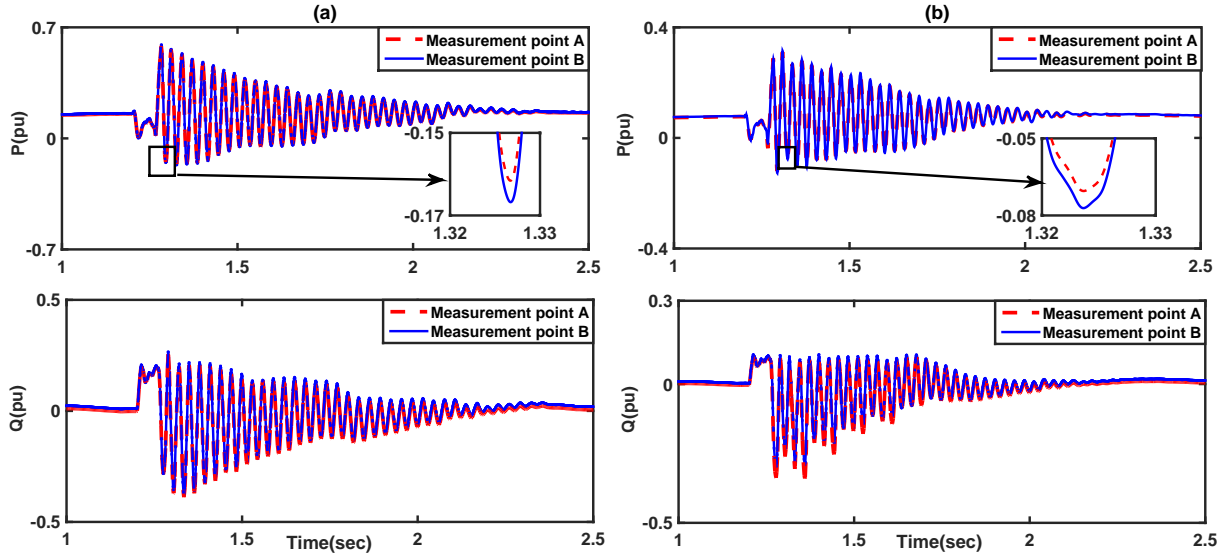 (a)
0.7
Measurement point A
Measurement point B
P(pu)
0
-0.15
-0.17
1.32 1.33
-0.7
1 1.5 2 2.5
0.5
Measurement point A
Measurement point B
Q(pu)
0
-0.5
1 1.5 2 2.5
Time(sec)
(b)
0.4
Measurement point A
Measurement point B
P(pu)
0
-0.05
-0.08
1.32 1.33
-0.4
1 1.5 2 2.5
0.3
Measurement point A
Measurement point B
Q(pu)
0
-0.5
1 1.5 2 2.5
Time(sec)